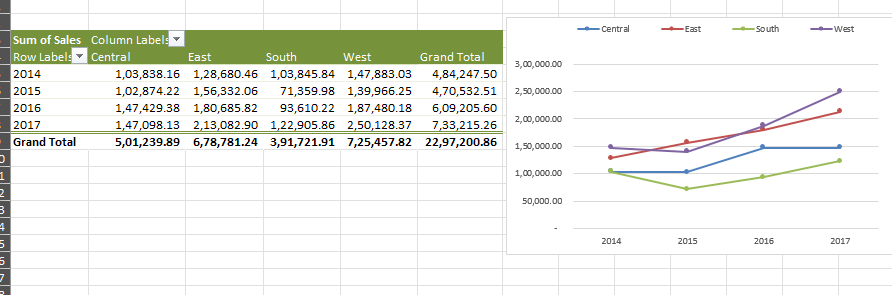 Sum of Sales Column Labels
Row Labels Central East South West Grand Total
2014 1,03,838.16 1,28,680.46 1,03,845.84 1,47,883.03 4,84,247.50
2015 1,02,874.22 1,56,332.06 71,359.98 1,39,966.25 4,70,532.51
2016 1,47,429.38 1,80,685.82 93,610.22 1,87,480.18 6,09,205.60
2017 1,47,098.13 2,13,082.90 1,22,905.86 2,50,128.37 7,33,215.26
Grand Total 5,01,239.89 6,78,781.24 3,91,721.91 7,25,457.82 22,97,200.86
Central East South West
3,00,000.00
2,50,000.00
2,00,000.00
1,50,000.00
1,00,000.00
50,000.00
-
2014 2015 2016 2017